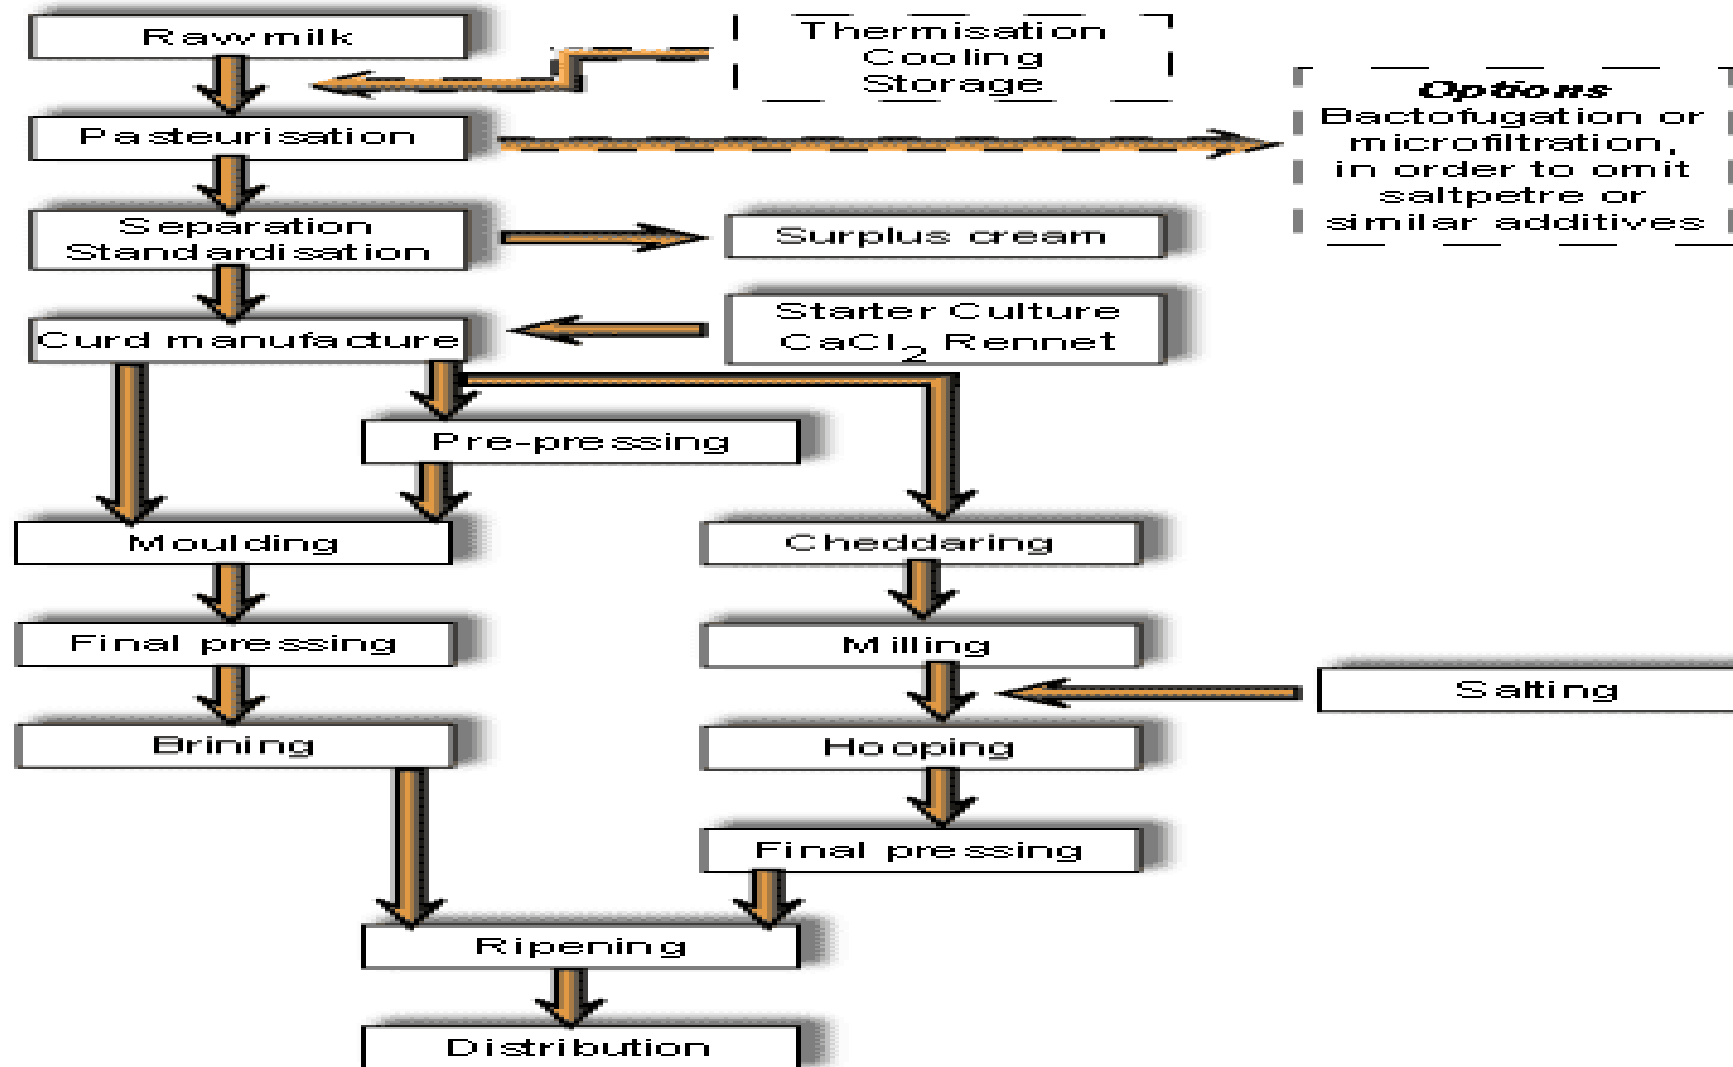 Raw milk
Thermisation
Cooling
Storage
Options
Bactofugation or
microfiltration,
in order to omit
saltpetre or
similar additives
Pasteurisation
Separation
Standardisation
Surplus cream
Curd manufacture
Starter Culture
CaCl₂ Rennet
Pre-pressing
Moulding
Cheddaring
Final pressing
Milling
Salting
Brining
Hooping
Final pressing
Ripening
Distribution